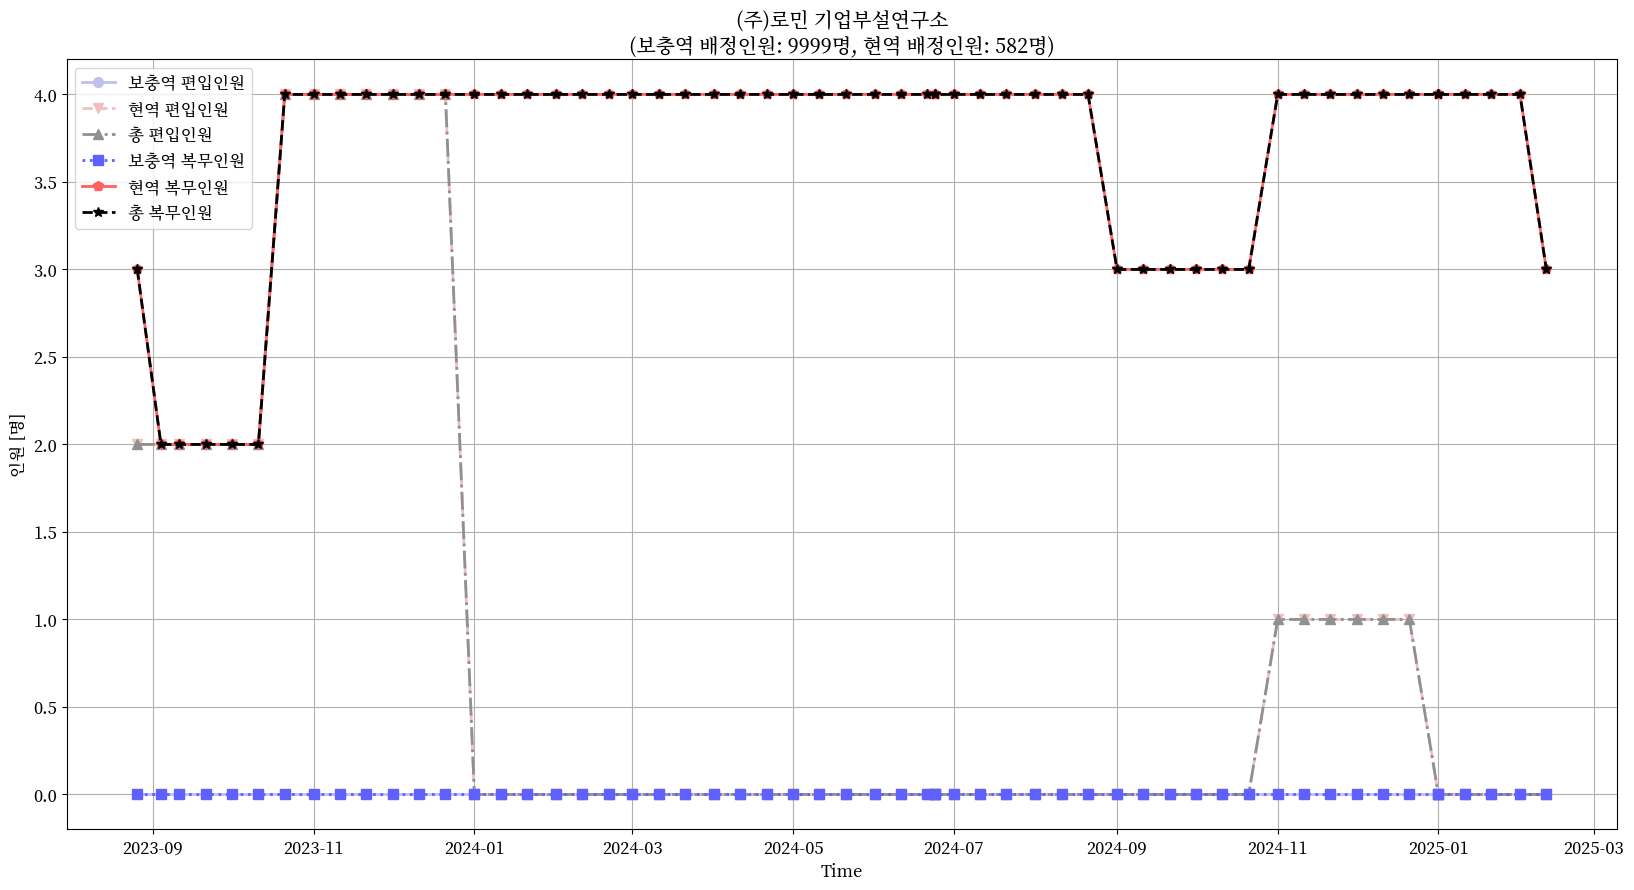 (주)로민 기업부설연구소
(보충역 배정인원: 9999명, 현역 배정인원: 582명)
보충역 편입인원
현역 편입인원
총 편입인원
보충역 복무인원
현역 복무인원
총 복무인원
인원 [명]
4.0
3.5
3.0
2.5
2.0
1.5
1.0
0.5
0.0
2023-09 2023-11 2024-01 2024-03 2024-05 2024-07 2024-09 2024-11 2025-01 2025-03
Time